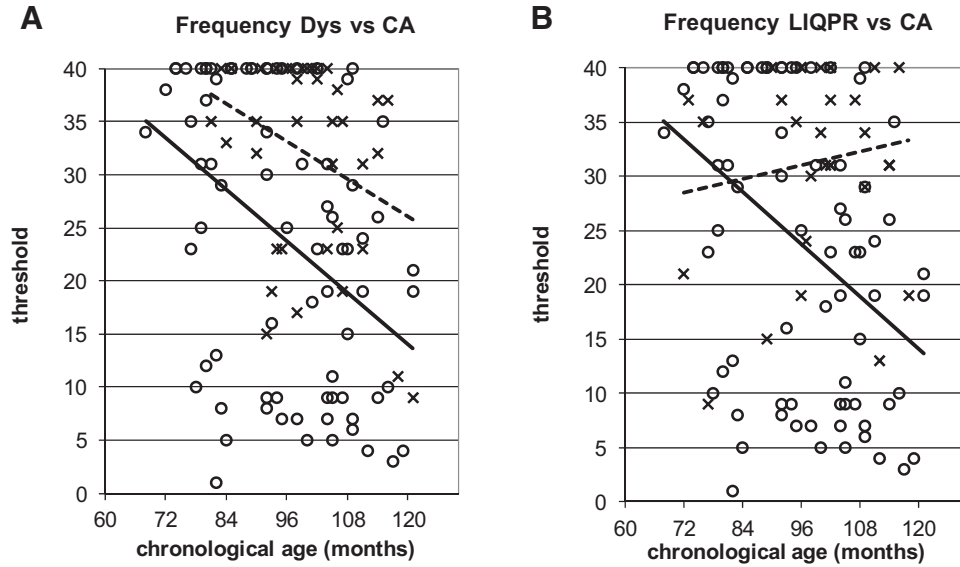 A
Frequency Dys vs CA
threshold
40
35
30
25
20
15
10
5
0
60 72 84 96 108 120
chronological age (months)
B
Frequency LIQPR vs CA
threshold
40
35
30
25
20
15
10
5
0
60 72 84 96 108 120
chronological age (months)